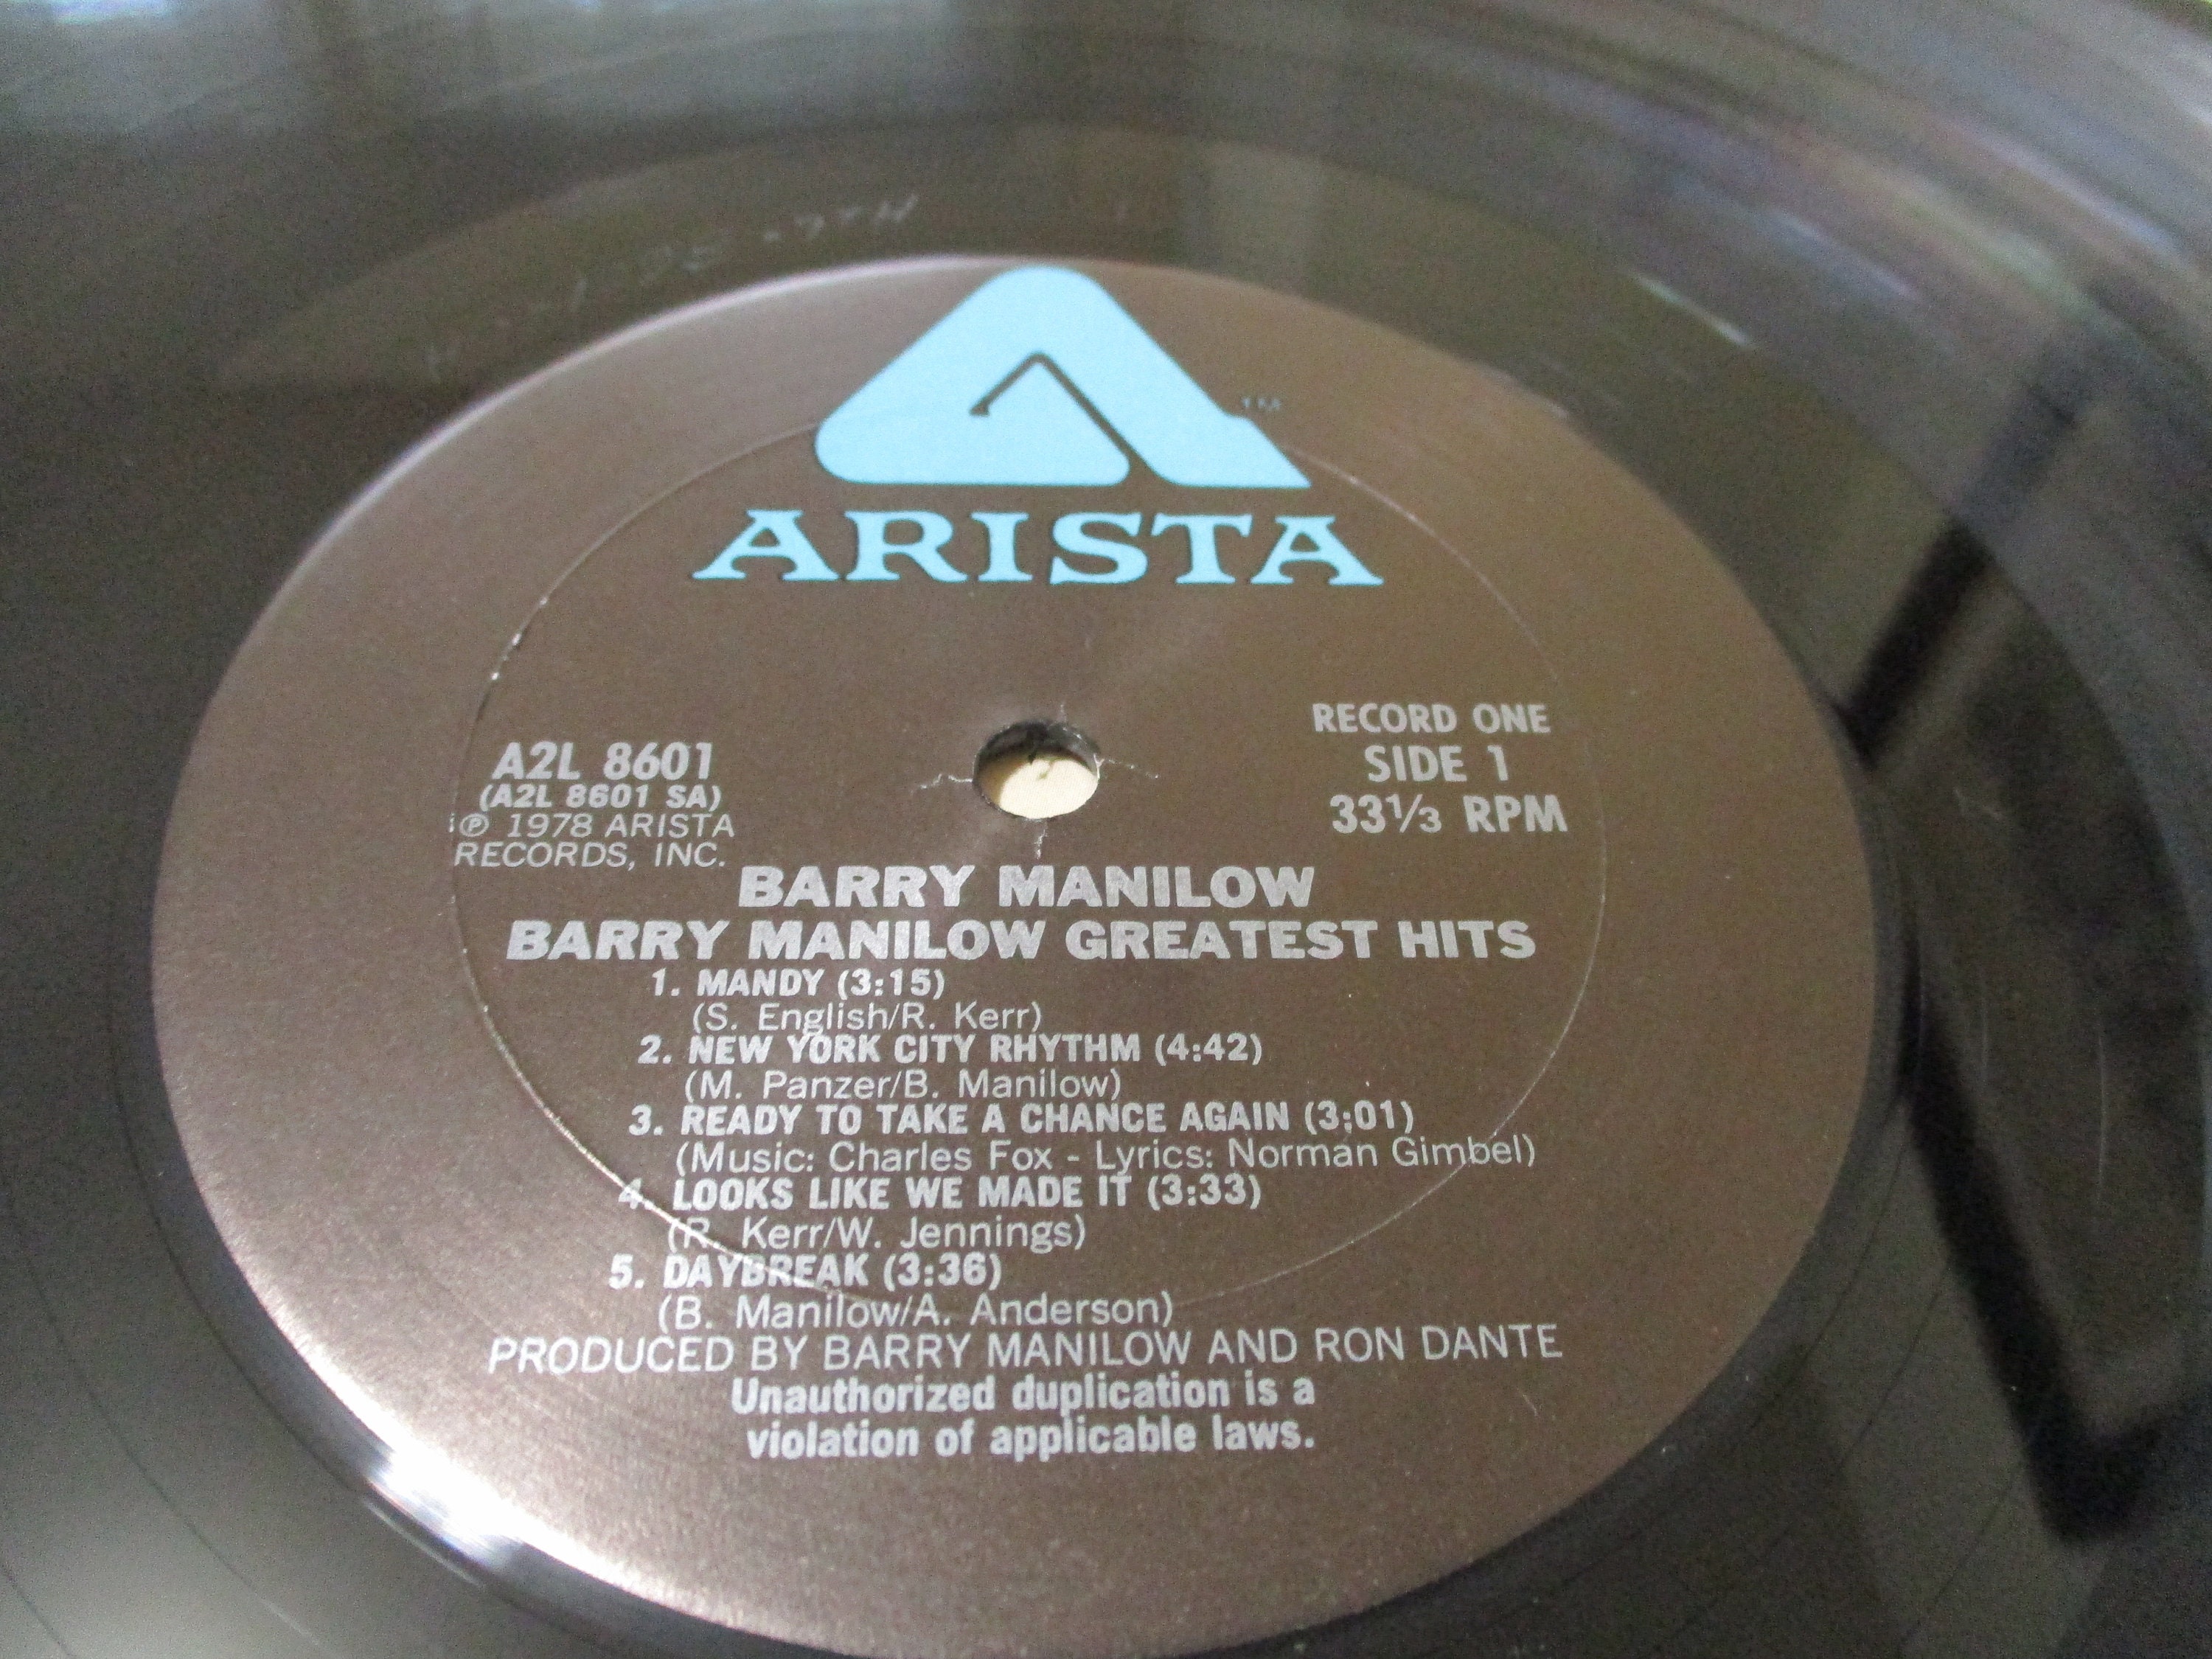 TM
ARISTA
A2L 8601
(A2L 8601 SA)
℗ 1978 ARISTA
RECORDS, INC.
RECORD ONE
SIDE 1
33⅓ RPM
BARRY MANILOW
BARRY MANILOW GREATEST HITS
1. MANDY (3:15)
(S. English/R. Kerr)
2. NEW YORK CITY RHYTHM (4:42)
(M. Panzer/B. Manilow)
3. READY TO TAKE A CHANCE AGAIN (3:01)
(Music: Charles Fox - Lyrics: Norman Gimbel)
4. LOOKS LIKE WE MADE IT (3:33)
(R. Kerr/W. Jennings)
5. DAYBREAK (3:36)
(B. Manilow/A. Anderson)
PRODUCED BY BARRY MANILOW AND RON DANTE
Unauthorized duplication is a
violation of applicable laws.